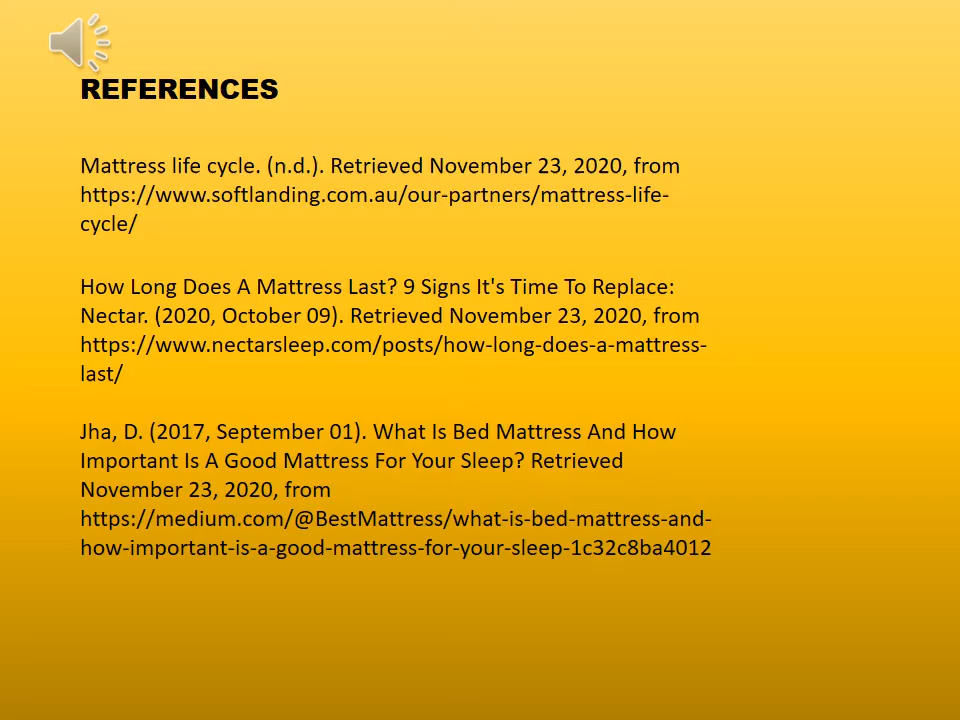 REFERENCES
Mattress life cycle. (n.d.). Retrieved November 23, 2020, from
https://www.softlanding.com.au/our-partners/mattress-life-
cycle/
How Long Does A Mattress Last? 9 Signs It's Time To Replace:
Nectar. (2020, October 09). Retrieved November 23, 2020, from
https://www.nectarsleep.com/posts/how-long-does-a-mattress-
last/
Jha, D. (2017, September 01). What Is Bed Mattress And How
Important Is A Good Mattress For Your Sleep? Retrieved
November 23, 2020, from
https://medium.com/@BestMattress/what-is-bed-mattress-and-
how-important-is-a-good-mattress-for-your-sleep-1c32c8ba4012